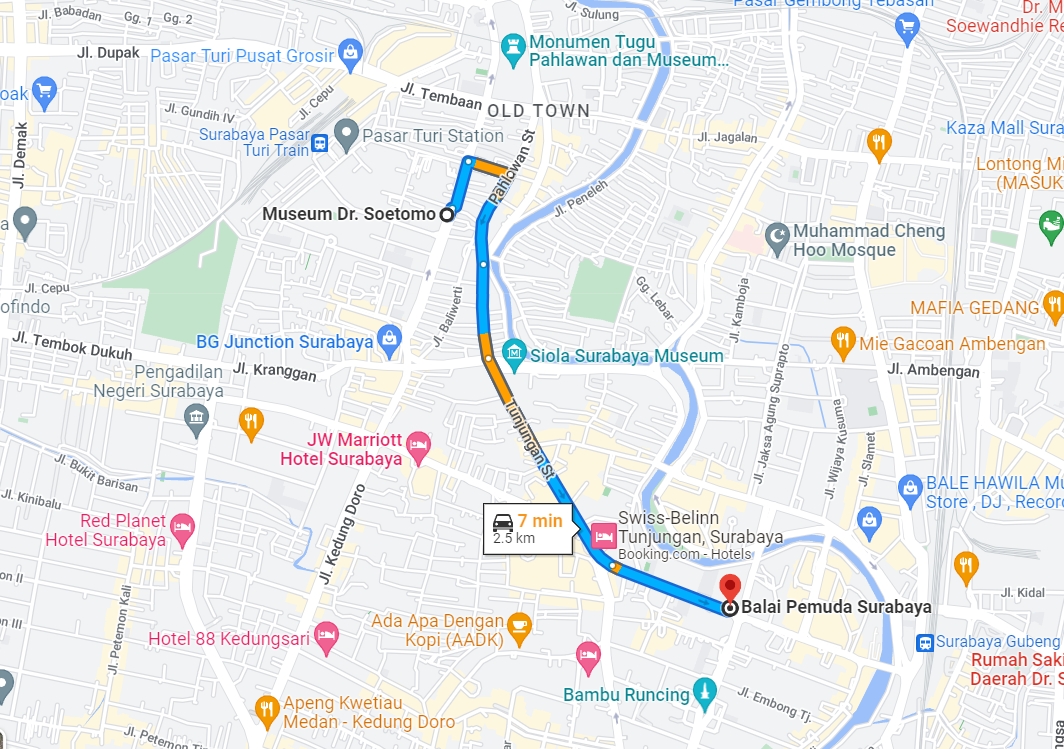 Jl. Babadan
Gg. 1
Gg. 2
Jl. Sulung
Pasar Gembong Tebasan
Dr. M
Soewandhie Re
Jl. Dupak
Pasar Turi Pusat Grosir
Monumen Tugu
Pahlawan dan Museum...
oak
Jl. Cepu
Jl. Tembaan
OLD TOWN
Jl. Gundih IV
Surabaya Pasar
Turi Train
Pasar Turi Station
Jl. Jagalan
Kaza Mall Sura
Jl. Demak
Pahlawan St
Lontong Mi
(MASUK
Jl. Peneleh
Museum Dr. Soetomo
a
Muhammad Cheng
Hoo Mosque
Jl. Cepu
ofindo
Gg. Lebar
Jl. Kamboja
MAFIA GEDANG
Jl. Baliwerti
Jl. Tembok Dukuh
BG Junction Surabaya
Siola Surabaya Museum
Mie Gacoan Ambengan
Jl. Kranggan
Jl. Ambengan
Pengadilan
Negeri Surabaya
Tunjungan St
Jl. Jaksa Agung Suprapto
Jl. Wijaya Kusuma
Jl. Slamet
JW Marriott
Hotel Surabaya
Jl. Bukit Barisan
Jl. Kinibalu
BALE HAWILA Mu
Store , DJ , Record
Red Planet
Hotel Surabaya
Jl. Kedung Doro
7 min
2.5 km
Swiss-Belinn
Tunjungan, Surabaya
Booking.com - Hotels
on II
Jl. Kidal
on III
Jl. Petemon Kali
Balai Pemuda Surabaya
Ada Apa Dengan
Kopi (AADK)
Hotel 88 Kedungsari
Surabaya Gubeng
Rumah Saki
Daerah Dr. S
Bambu Runcing
Jl. Embong Tj.
Apeng Kwetiau
Medan - Kedung Doro
Jl. Petemon Tim